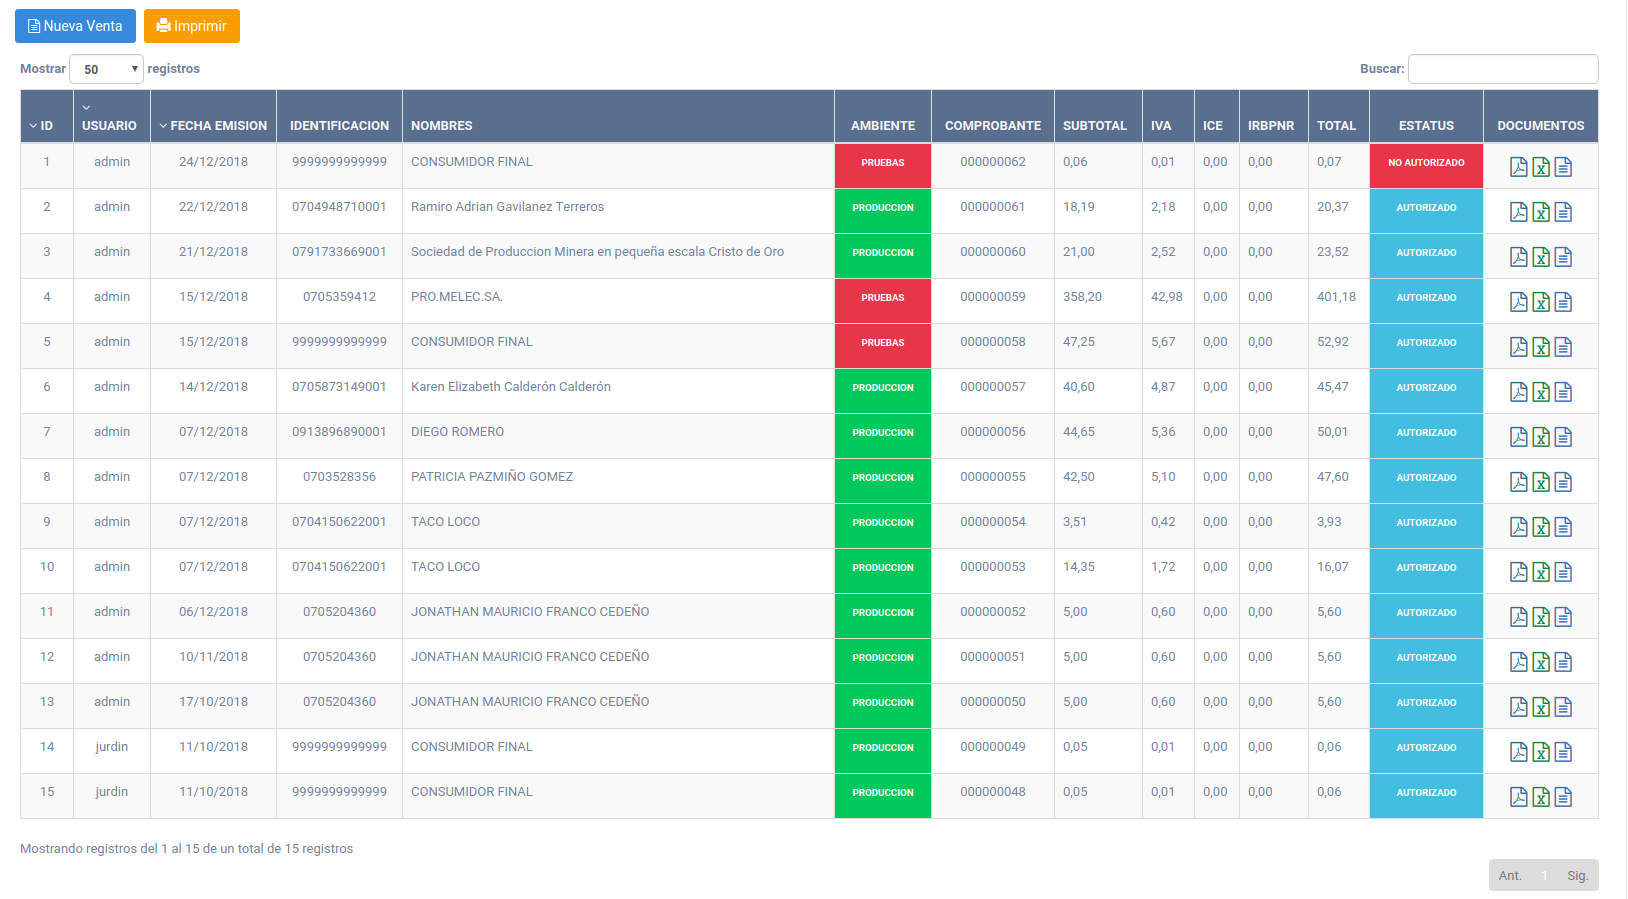 Nueva Venta Imprimir
Mostrar 50 registros Buscar:
ID USUARIO FECHA EMISION IDENTIFICACION NOMBRES AMBIENTE COMPROBANTE SUBTOTAL IVA ICE IRBPNR TOTAL ESTATUS DOCUMENTOS
1 admin 24/12/2018 9999999999999 CONSUMIDOR FINAL PRUEBAS 000000062 0,06 0,01 0,00 0,00 0,07 NO AUTORIZADO
2 admin 22/12/2018 0704948710001 Ramiro Adrian Gavilanez Terreros PRODUCCION 000000061 18,19 2,18 0,00 0,00 20,37 AUTORIZADO
3 admin 21/12/2018 0791733669001 Sociedad de Produccion Minera en pequeña escala Cristo de Oro PRODUCCION 000000060 21,00 2,52 0,00 0,00 23,52 AUTORIZADO
4 admin 15/12/2018 0705359412 PRO.MELEC.SA. PRUEBAS 000000059 358,20 42,98 0,00 0,00 401,18 AUTORIZADO
5 admin 15/12/2018 9999999999999 CONSUMIDOR FINAL PRUEBAS 000000058 47,25 5,67 0,00 0,00 52,92 AUTORIZADO
6 admin 14/12/2018 0705873149001 Karen Elizabeth Calderón Calderón PRODUCCION 000000057 40,60 4,87 0,00 0,00 45,47 AUTORIZADO
7 admin 07/12/2018 0913896890001 DIEGO ROMERO PRODUCCION 000000056 44,65 5,36 0,00 0,00 50,01 AUTORIZADO
8 admin 07/12/2018 0703528356 PATRICIA PAZMIÑO GOMEZ PRODUCCION 000000055 42,50 5,10 0,00 0,00 47,60 AUTORIZADO
9 admin 07/12/2018 0704150622001 TACO LOCO PRODUCCION 000000054 3,51 0,42 0,00 0,00 3,93 AUTORIZADO
10 admin 07/12/2018 0704150622001 TACO LOCO PRODUCCION 000000053 14,35 1,72 0,00 0,00 16,07 AUTORIZADO
11 admin 06/12/2018 0705204360 JONATHAN MAURICIO FRANCO CEDEÑO PRODUCCION 000000052 5,00 0,60 0,00 0,00 5,60 AUTORIZADO
12 admin 10/11/2018 0705204360 JONATHAN MAURICIO FRANCO CEDEÑO PRODUCCION 000000051 5,00 0,60 0,00 0,00 5,60 AUTORIZADO
13 admin 17/10/2018 0705204360 JONATHAN MAURICIO FRANCO CEDEÑO PRODUCCION 000000050 5,00 0,60 0,00 0,00 5,60 AUTORIZADO
14 jurdin 11/10/2018 9999999999999 CONSUMIDOR FINAL PRODUCCION 000000049 0,05 0,01 0,00 0,00 0,06 AUTORIZADO
15 jurdin 11/10/2018 9999999999999 CONSUMIDOR FINAL PRODUCCION 000000048 0,05 0,01 0,00 0,00 0,06 AUTORIZADO
Mostrando registros del 1 al 15 de un total de 15 registros
Ant. 1 Sig.